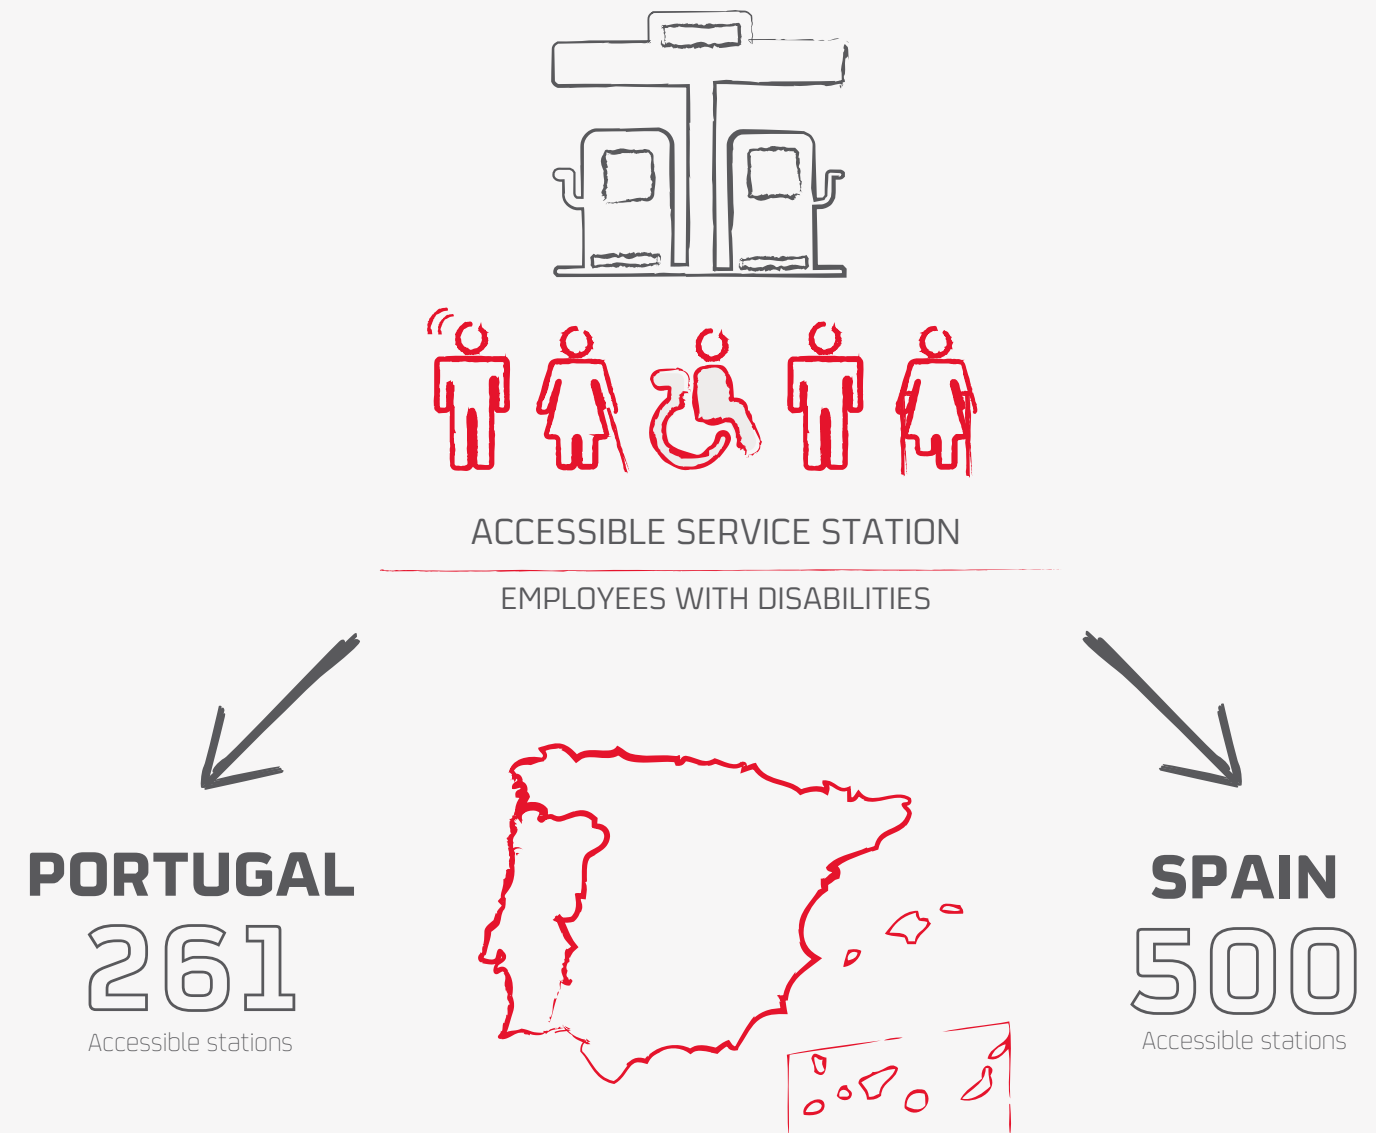 ACCESSIBLE SERVICE STATION
EMPLOYEES WITH DISABILITIES
PORTUGAL
261
Accessible stations
SPAIN
500
Accessible stations